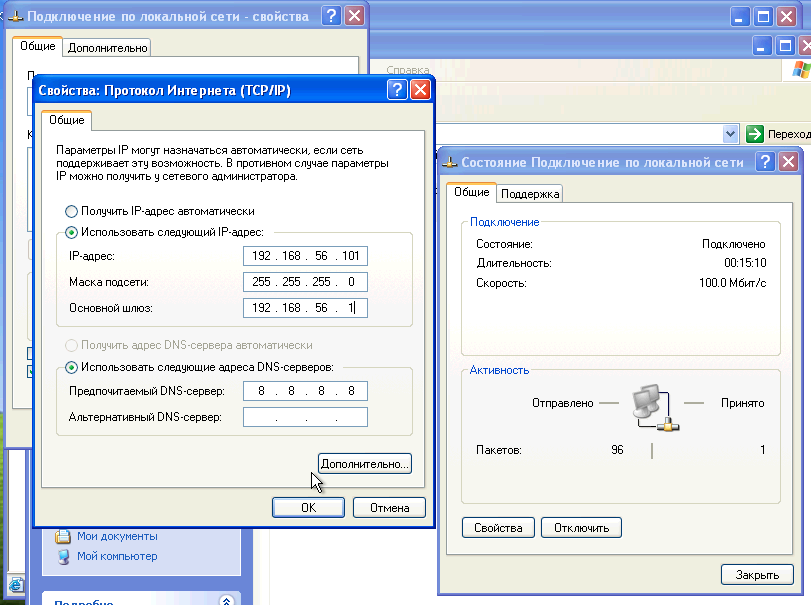 Подключение по локальной сети - свойства
Общие
Дополнительно
Справка
Переход
Свойства: Протокол Интернета (TCP/IP)
Общие
Параметры IP могут назначаться автоматически, если сеть
поддерживает эту возможность. В противном случае параметры
IP можно получить у сетевого администратора.
Получить IP-адрес автоматически
Использовать следующий IP-адрес:
IP-адрес: 192 . 168 . 56 . 101
Маска подсети: 255 . 255 . 255 . 0
Основной шлюз: 192 . 168 . 56 . 1
Получить адрес DNS-сервера автоматически
Использовать следующие адреса DNS-серверов:
Предпочитаемый DNS-сервер: 8 . 8 . 8 . 8
Альтернативный DNS-сервер: . . .
Дополнительно...
OK
Отмена
Мои документы
Мой компьютер
Подробно
Состояние Подключение по локальной сети
Общие
Поддержка
Подключение
Состояние: Подключено
Длительность: 00:15:10
Скорость: 100.0 Мбит/с
Активность
Отправлено
Принято
Пакетов: 96 1
Свойства
Отключить
Закрыть